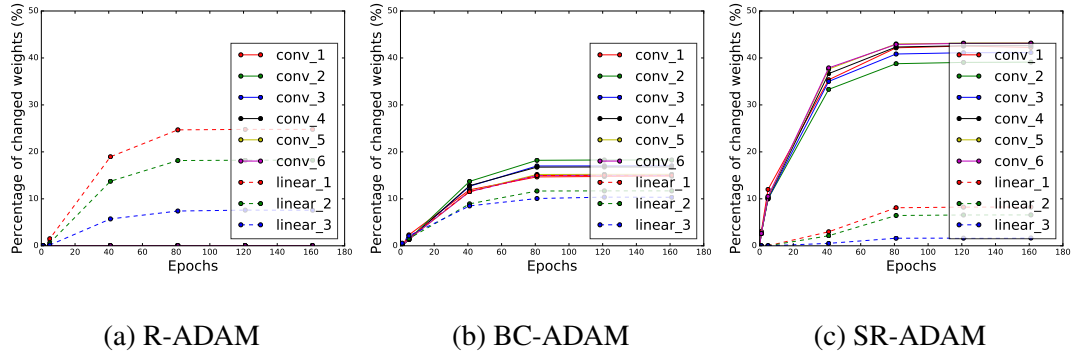 Percentage of changed weights (%)
50
40
30
20
10
0
0 20 40 60 80 100 120 140 160 180
Epochs
conv_1
conv_2
conv_3
conv_4
conv_5
conv_6
linear_1
linear_2
linear_3
(a) R-ADAM
Percentage of changed weights (%)
50
40
30
20
10
0
0 20 40 60 80 100 120 140 160 180
Epochs
conv_1
conv_2
conv_3
conv_4
conv_5
conv_6
linear_1
linear_2
linear_3
(b) BC-ADAM
Percentage of changed weights (%)
50
40
30
20
10
0
0 20 40 60 80 100 120 140 160 180
Epochs
conv_1
conv_2
conv_3
conv_4
conv_5
conv_6
linear_1
linear_2
linear_3
(c) SR-ADAM